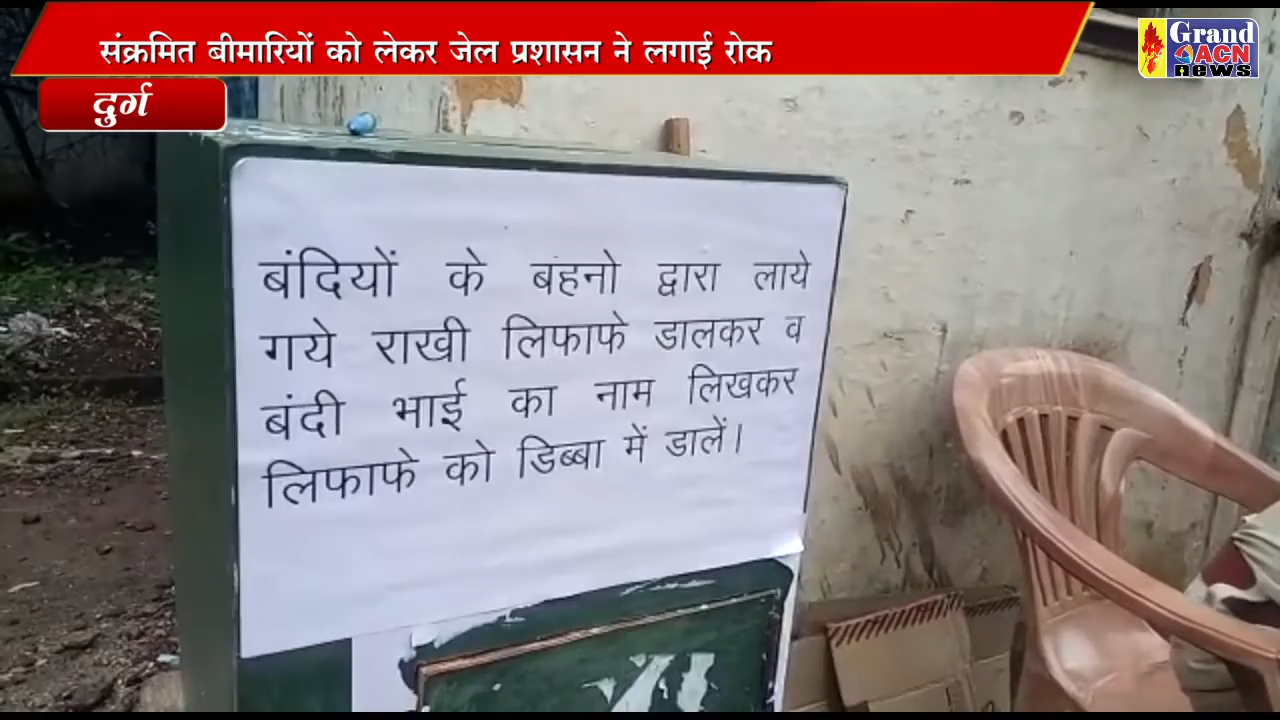 संक्रमित बीमारियों को लेकर जेल प्रशासन ने लगाई रोक
Grand
ACN
news
दुर्ग
बंदियों के बहनो द्वारा लाये
गये राखी लिफाफे डालकर व
बंदी भाई का नाम लिखकर
लिफाफे को डिब्बा में डालें।